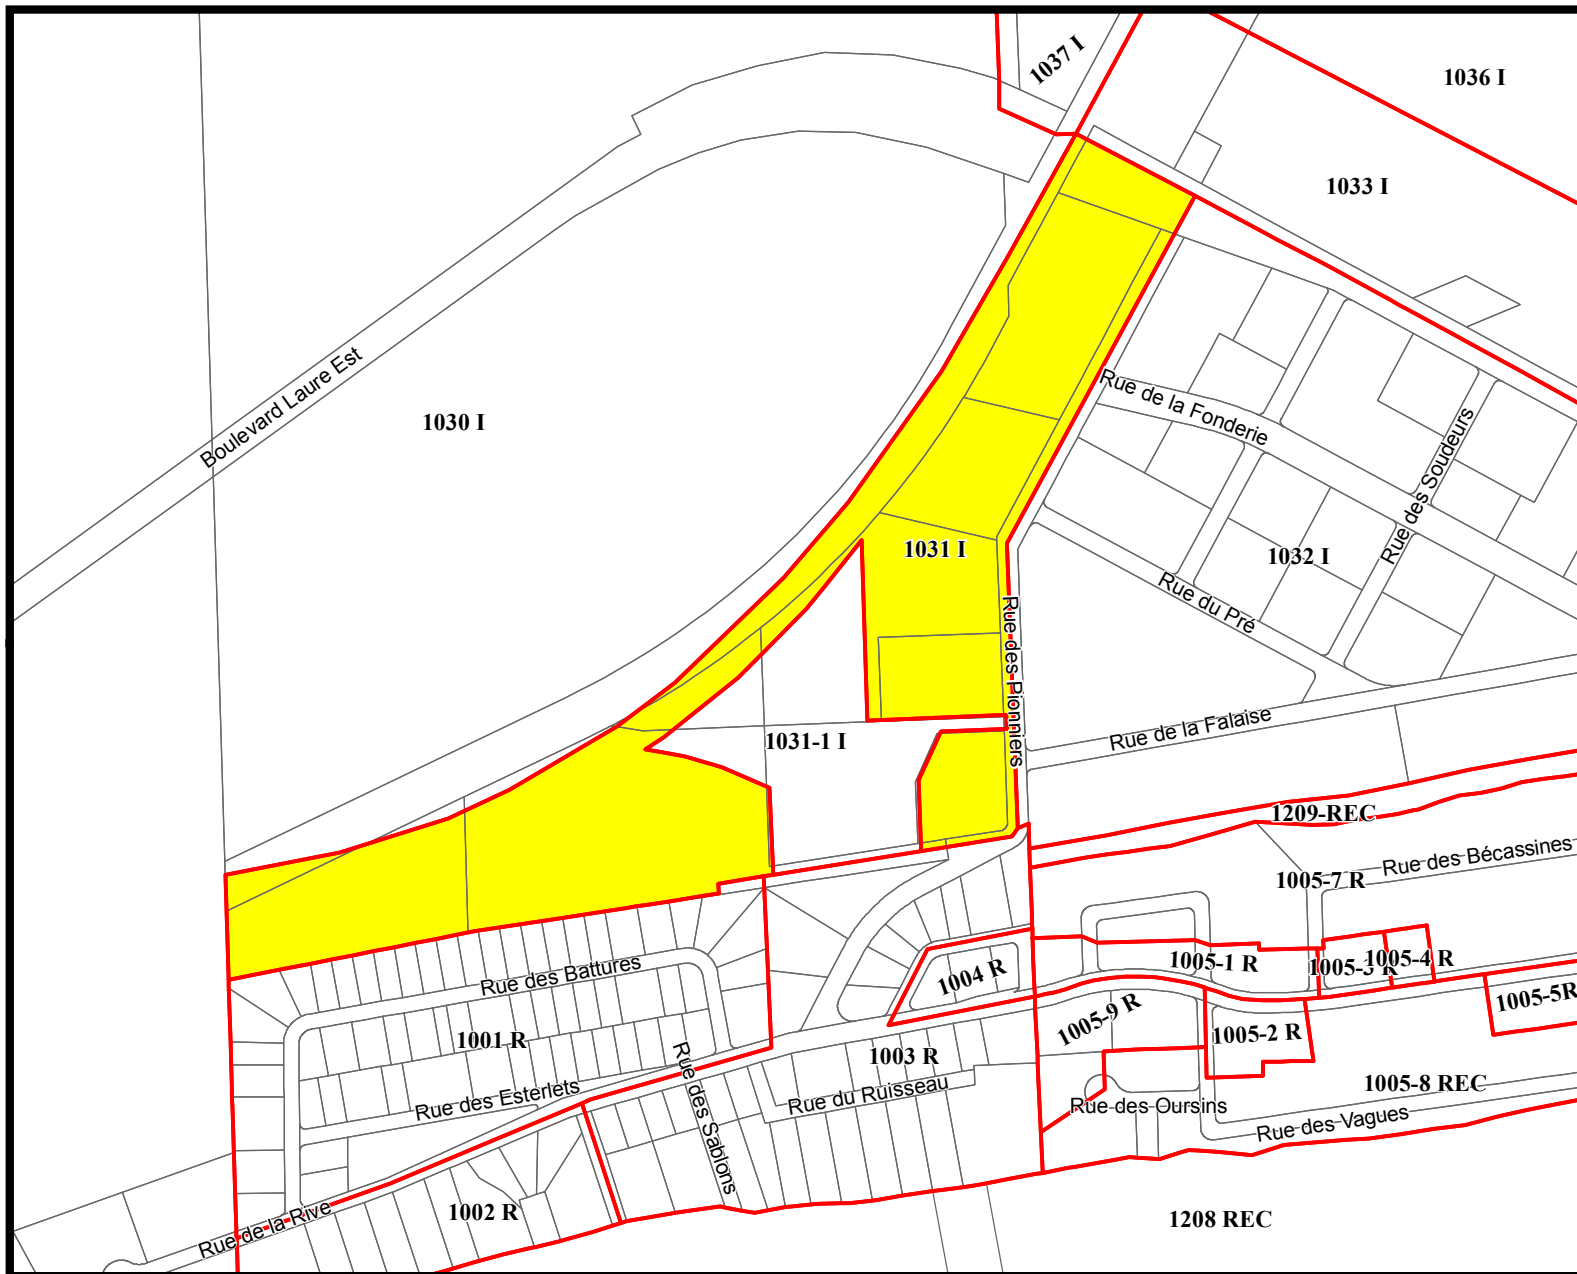 1037 I
1036 I
1033 I
Boulevard Laure Est
1030 I
Rue de la Fonderie
Rue des Soudeurs
1031 I
1032 I
Rue du Pré
Rue des Pionniers
Rue de la Falaise
1031-1 I
1209-REC
Rue des Bécassines
1005-7 R
Rue des Battures
1004 R
1005-1 R
1005-3 R
1005-4 R
1005-5R
1001 R
1005-9 R
1005-2 R
1003 R
Rue des Esterlets
Rue des Sablons
Rue du Ruisseau
1005-8 REC
Rue des Oursins
Rue des Vagues
1002 R
Rue de la Rive
1208 REC